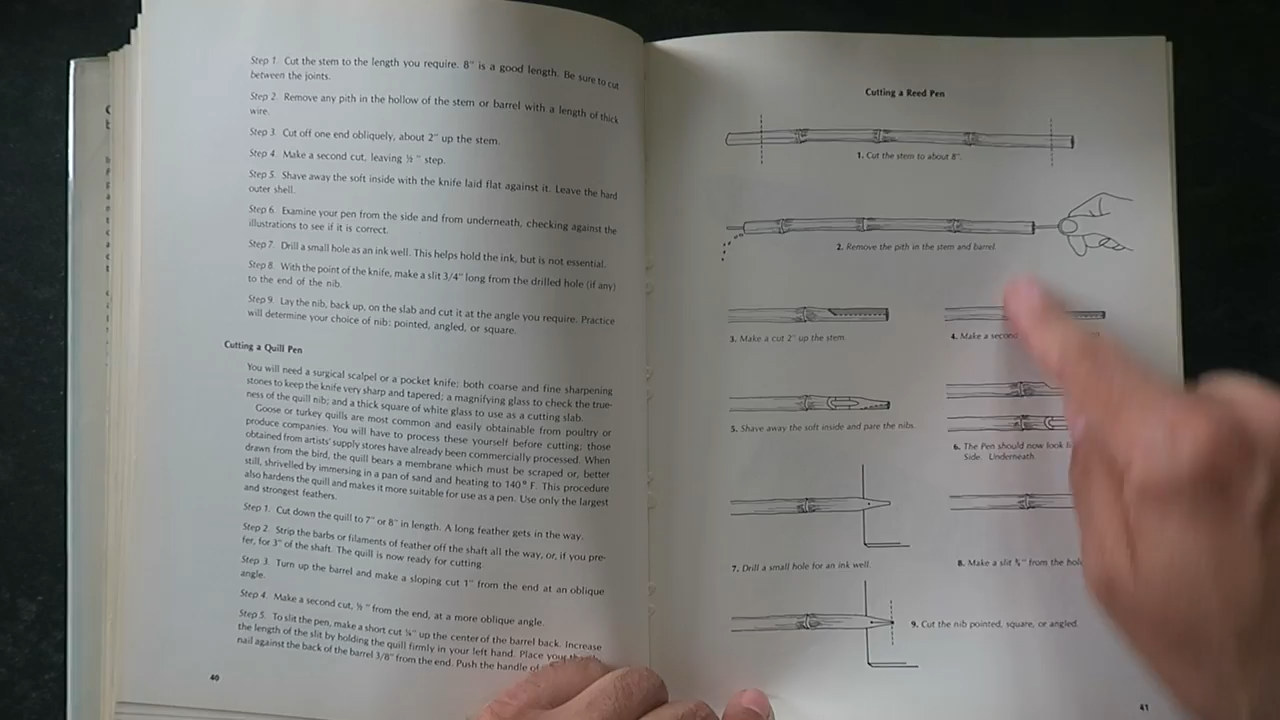 Step 1. Cut the stem to the length you require. 8" is a good length. Be sure to cut
between the joints.
Step 2. Remove any pith in the hollow of the stem or barrel with a length of thick
wire.
Step 3. Cut off one end obliquely, about 2" up the stem.
Step 4. Make a second cut, leaving ½" step.
Step 5. Shave away the soft inside with the knife laid flat against it. Leave the hard
outer shell.
Step 6. Examine your pen from the side and from underneath, checking against the
illustrations to see if it is correct.
Step 7. Drill a small hole as an ink well. This helps hold the ink, but is not essential.
Step 8. With the point of the knife, make a slit 3/4" long from the drilled hole (if any)
to the end of the nib.
Step 9. Lay the nib, back up, on the slab and cut it at the angle you require. Practice
will determine your choice of nib: pointed, angled, or square.
Cutting a Quill Pen
You will need a surgical scalpel or a pocket knife; both coarse and fine sharpening
stones to keep the knife very sharp and tapered; a magnifying glass to check the true-
ness of the quill nib; and a thick square of white glass to use as a cutting slab.
Goose or turkey quills are most common and easily obtainable from poultry or
produce companies. You will have to process these yourself before cutting; those
obtained from artists' supply stores have already been commercially processed. When
drawn from the bird, the quill bears a membrane which must be scraped or, better
still, shrivelled by immersing in a pan of sand and heating to 140° F. This procedure
also hardens the quill and makes it more suitable for use as a pen. Use only the largest
and strongest feathers.
Step 1. Cut down the quill to 7" or 8" in length. A long feather gets in the way.
Step 2. Strip the barbs or filaments of feather off the shaft all the way, or, if you pre-
fer, for 3" of the shaft. The quill is now ready for cutting.
Step 3. Turn up the barrel and make a sloping cut 1" from the end at an oblique
angle.
Step 4. Make a second cut, ½" from the end, at a more oblique angle.
Step 5. To slit the pen, make a short cut ¼" up the center of the barrel back. Increase
the length of the slit by holding the quill firmly in your left hand. Place your
nail against the back of the barrel 3/8" from the end. Push the handle of
40
Cutting a Reed Pen
1. Cut the stem to about 8".
2. Remove the pith in the stem and barrel.
3. Make a cut 2" up the stem.
4. Make a second
5. Shave away the soft inside and pare the nibs.
6. The Pen should now look
Side. Underneath.
7. Drill a small hole for an ink well.
8. Make a slit ¾" from the hole
9. Cut the nib pointed, square, or angled.
41